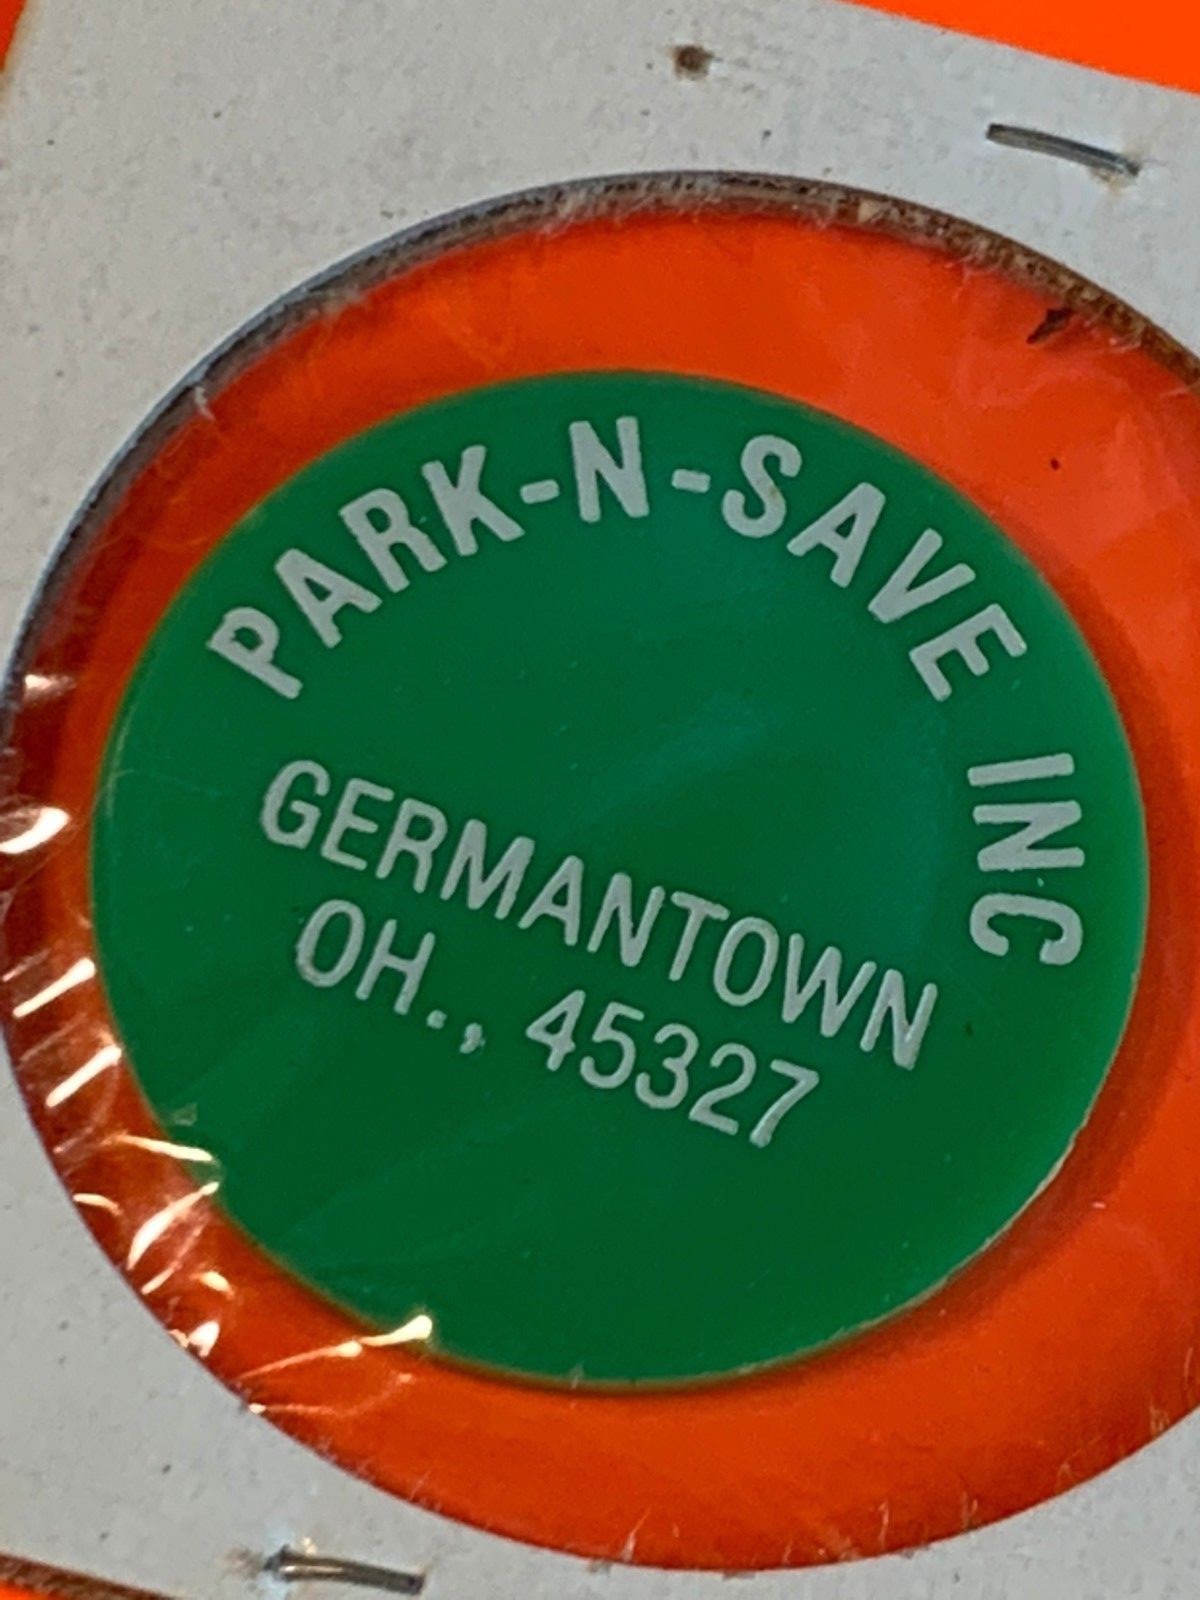 PARK-N-SAVE INC
GERMANTOWN
OH., 45327